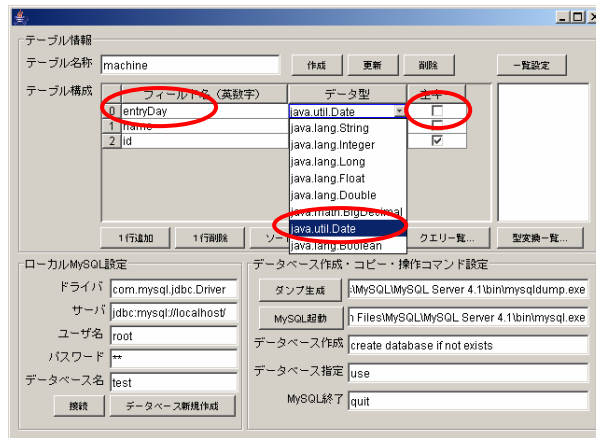 テーブル情報
テーブル名称 machine 作成 更新 削除 一覧設定
テーブル構成 フィールド名（英数字） データ型 主キー
0 entryDay java.util.Date
1 name
2 id
java.lang.String
java.lang.Integer
java.lang.Long
java.lang.Float
java.lang.Double
java.math.BigDecimal
java.util.Date
java.lang.Boolean
1行追加 1行削除 ソート クエリ一覧... 型変換一覧...
ローカルMySQL設定
ドライバ com.mysql.jdbc.Driver
サーバ jdbc:mysql://localhost/
ユーザ名 root
パスワード **
データベース名 test
接続 データベース新規作成
データベース作成・コピー・操作コマンド設定
ダンプ生成 :\MySQL\MySQL Server 4.1\bin\mysqldump.exe
MySQL起動 n Files\MySQL\MySQL Server 4.1\bin\mysql.exe
データベース作成 create database if not exists
データベース指定 use
MySQL終了 quit